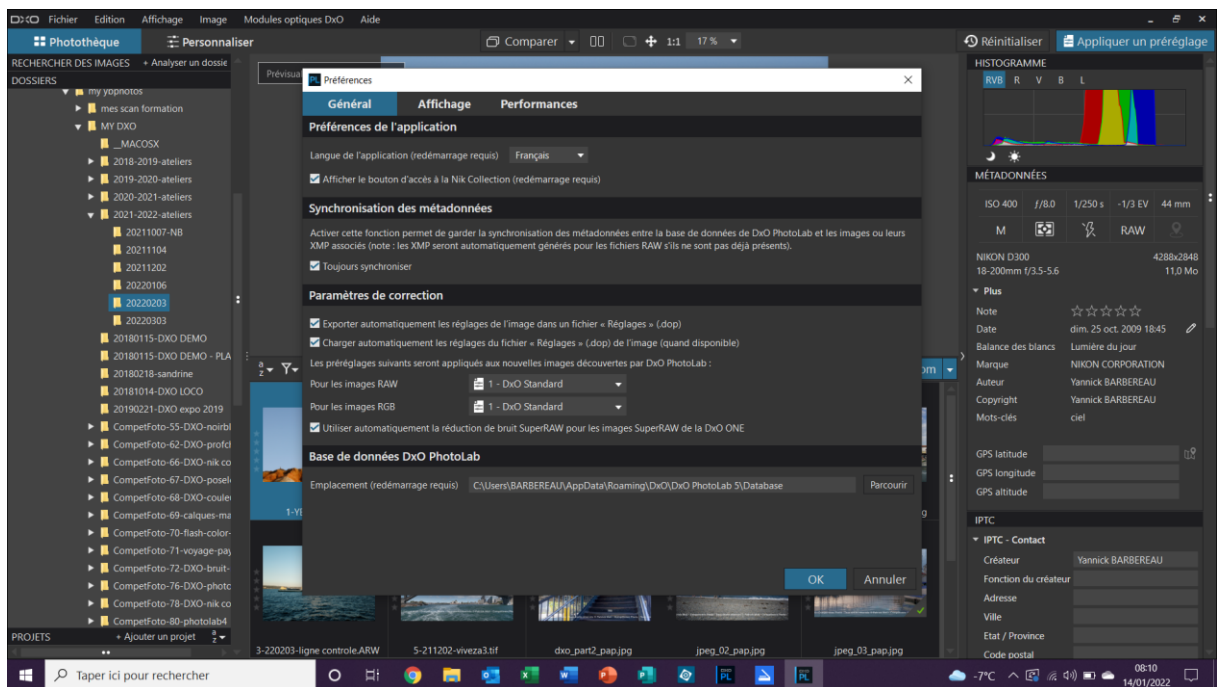 DXO Fichier Edition Affichage Image Modules optiques DxO Aide
Photothèque Personnaliser Comparer 1:1 17 % Réinitialiser Appliquer un préréglage
RECHERCHER DES IMAGES + Analyser un dossie
DOSSIERS
my ybphotos
mes scan formation
MY DXO
__MACOSX
2018-2019-ateliers
2019-2020-ateliers
2020-2021-ateliers
2021-2022-ateliers
20211007-NB
20211104
20211202
20220106
20220203
20220303
20180115-DXO DEMO
20180115-DXO DEMO - PLA
20180218-sandrine
20181014-DXO LOCO
20190221-DXO expo 2019
CompetFoto-55-DXO-noirbl
CompetFoto-62-DXO-profcl
CompetFoto-66-DXO-nik co
CompetFoto-67-DXO-posel
CompetFoto-68-DXO-coule
CompetFoto-69-calques-ma
CompetFoto-70-flash-color-
CompetFoto-71-voyage-pay
CompetFoto-72-DXO-bruit-
CompetFoto-76-DXO-photc
CompetFoto-78-DXO-nik co
CompetFoto-80-photolab4
PROJETS + Ajouter un projet
Prévisua
PL Préférences
Général Affichage Performances
Préférences de l'application
Langue de l'application (redémarrage requis) Français
Afficher le bouton d'accès à la Nik Collection (redémarrage requis)
Synchronisation des métadonnées
Activer cette fonction permet de garder la synchronisation des métadonnées entre la base de données de DxO PhotoLab et les images ou leurs
XMP associés (note : les XMP seront automatiquement générés pour les fichiers RAW s'ils ne sont pas déjà présents).
Toujours synchroniser
Paramètres de correction
Exporter automatiquement les réglages de l'image dans un fichier « Réglages » (.dop)
Charger automatiquement les réglages du fichier « Réglages » (.dop) de l'image (quand disponible)
Les préréglages suivants seront appliqués aux nouvelles images découvertes par DxO PhotoLab :
Pour les images RAW 1 - DxO Standard
Pour les images RGB 1 - DxO Standard
Utiliser automatiquement la réduction de bruit SuperRAW pour les images SuperRAW de la DxO ONE
Base de données DxO PhotoLab
Emplacement (redémarrage requis) C:\Users\BARBEREAU\AppData\Roaming\DxO\DxO PhotoLab 5\Database Parcourir
OK Annuler
om
1-YI g
3-220203-ligne controle.ARW 5-211202-viveza3.tif dxo_part2_pap.jpg jpeg_02_pap.jpg jpeg_03_pap.jpg
HISTOGRAMME
RVB R V B L
MÉTADONNÉES
ISO 400 ƒ/8.0 1/250 s -1/3 EV 44 mm
M RAW
NIKON D300 4288x2848
18-200mm f/3.5-5.6 11,0 Mo
Plus
Note
Date dim. 25 oct. 2009 18:45
Balance des blancs Lumière du jour
Marque NIKON CORPORATION
Auteur Yannick BARBEREAU
Copyright Yannick BARBEREAU
Mots-clés ciel
GPS latitude
GPS longitude
GPS altitude
IPTC
IPTC - Contact
Créateur Yannick BARBEREAU
Fonction du créateur
Adresse
Ville
Etat / Province
Code postal
Taper ici pour rechercher
-7°C 08:10
14/01/2022